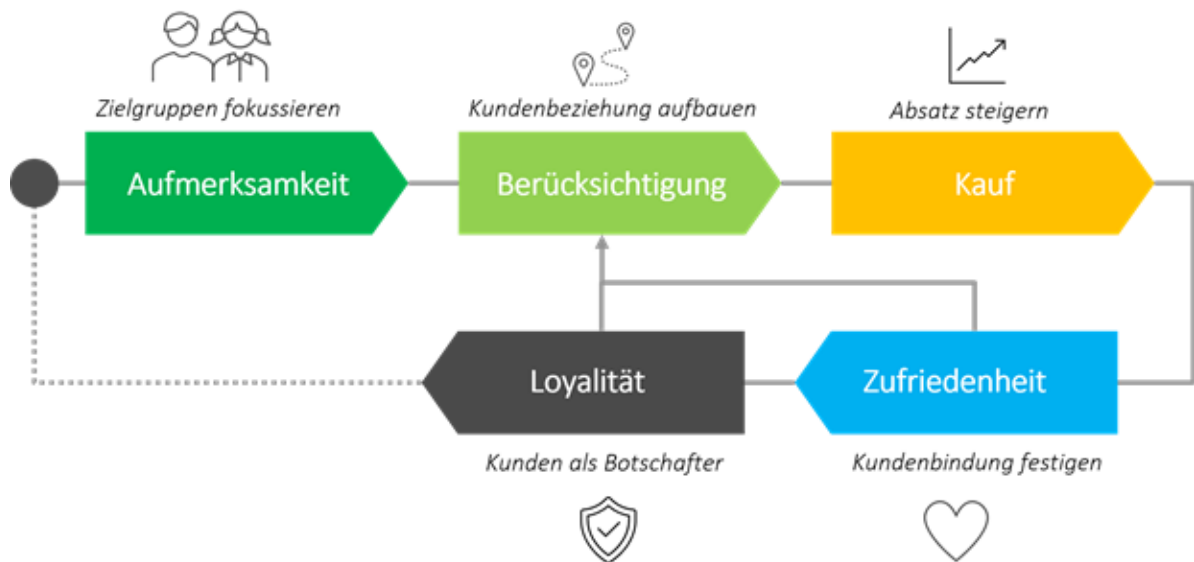 Zielgruppen fokussieren
Kundenbeziehung aufbauen
Absatz steigern
Aufmerksamkeit
Berücksichtigung
Kauf
Loyalität
Zufriedenheit
Kunden als Botschafter
Kundenbindung festigen